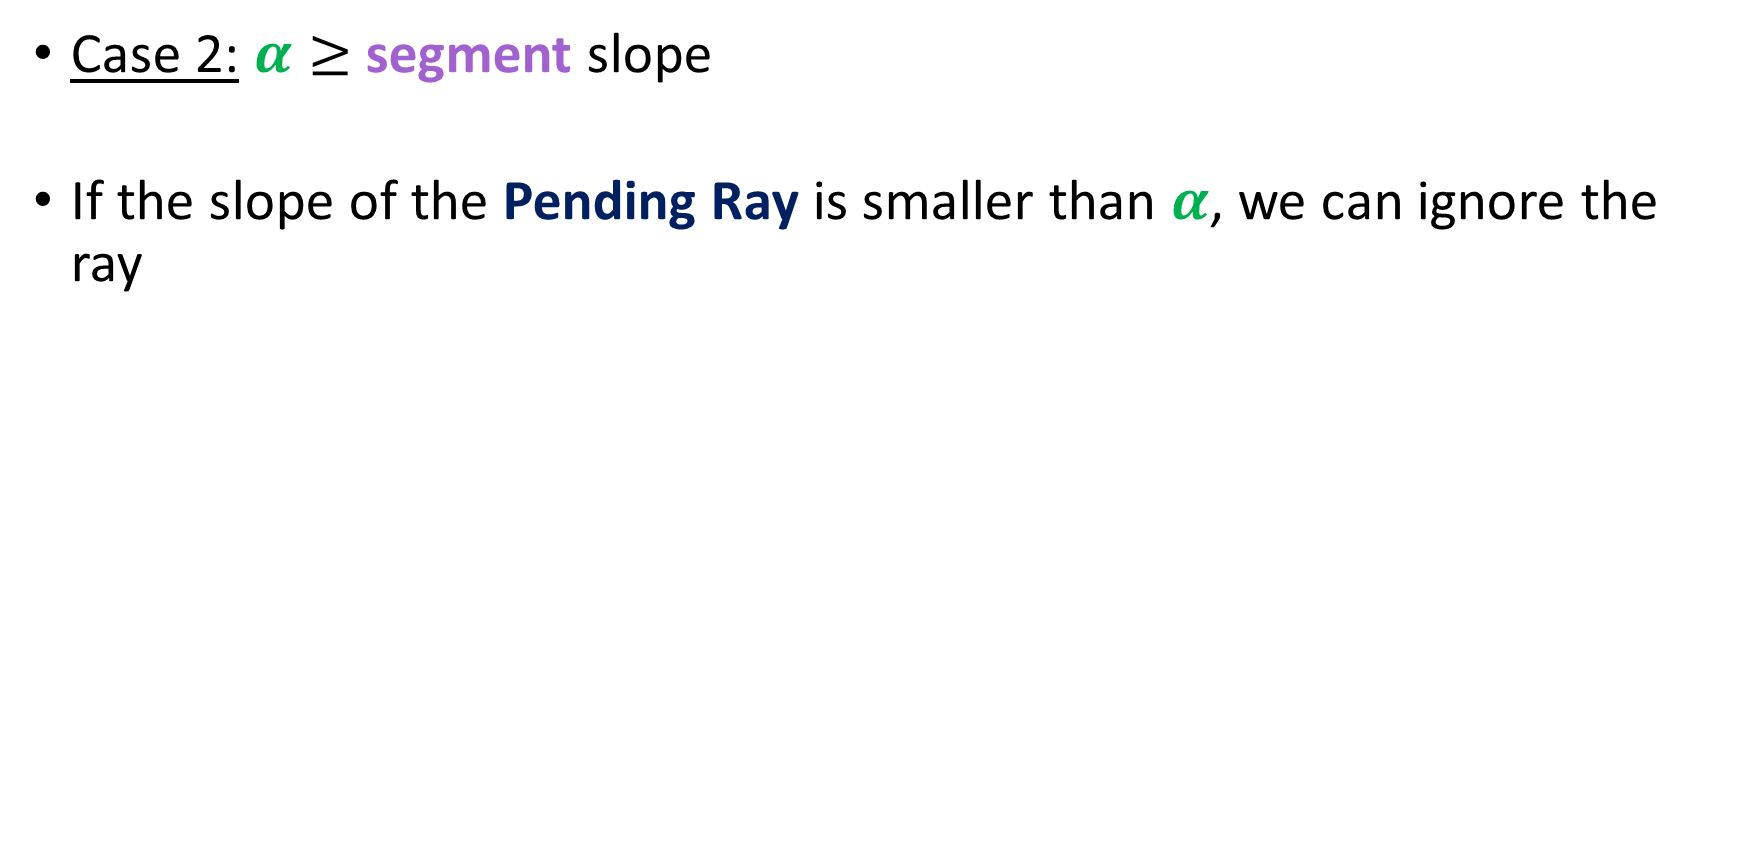 • Case 2: α ≥ segment slope
• If the slope of the Pending Ray is smaller than α, we can ignore the
ray